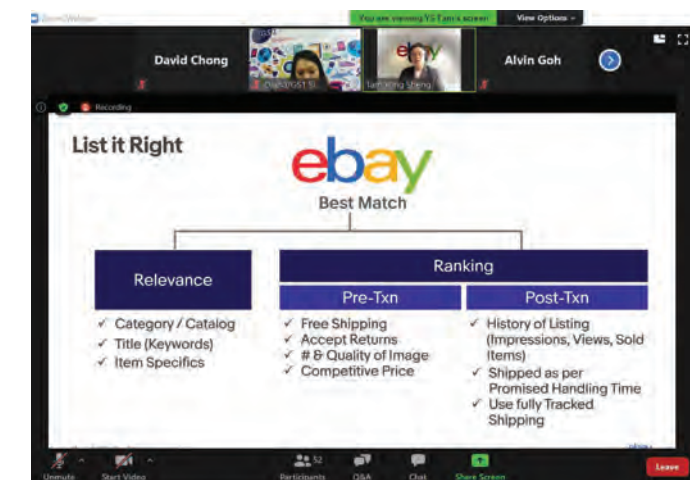 You are viewing YS Tam's screen
View Options
David Chong
Alvin Goh
Recording
List it Right
ebay
Best Match
Relevance
✓ Category / Catalog
✓ Title (Keywords)
✓ Item Specifics
Ranking
Pre-Txn
✓ Free Shipping
✓ Accept Returns
✓ # & Quality of Image
✓ Competitive Price
Post-Txn
✓ History of Listing
(Impressions, Views, Sold
Items)
✓ Shipped as per
Promised Handling Time
✓ Use fully Tracked
Shipping
Unmute
Start Video
52
Participants
Q&A
Chat
Share Screen
Leave